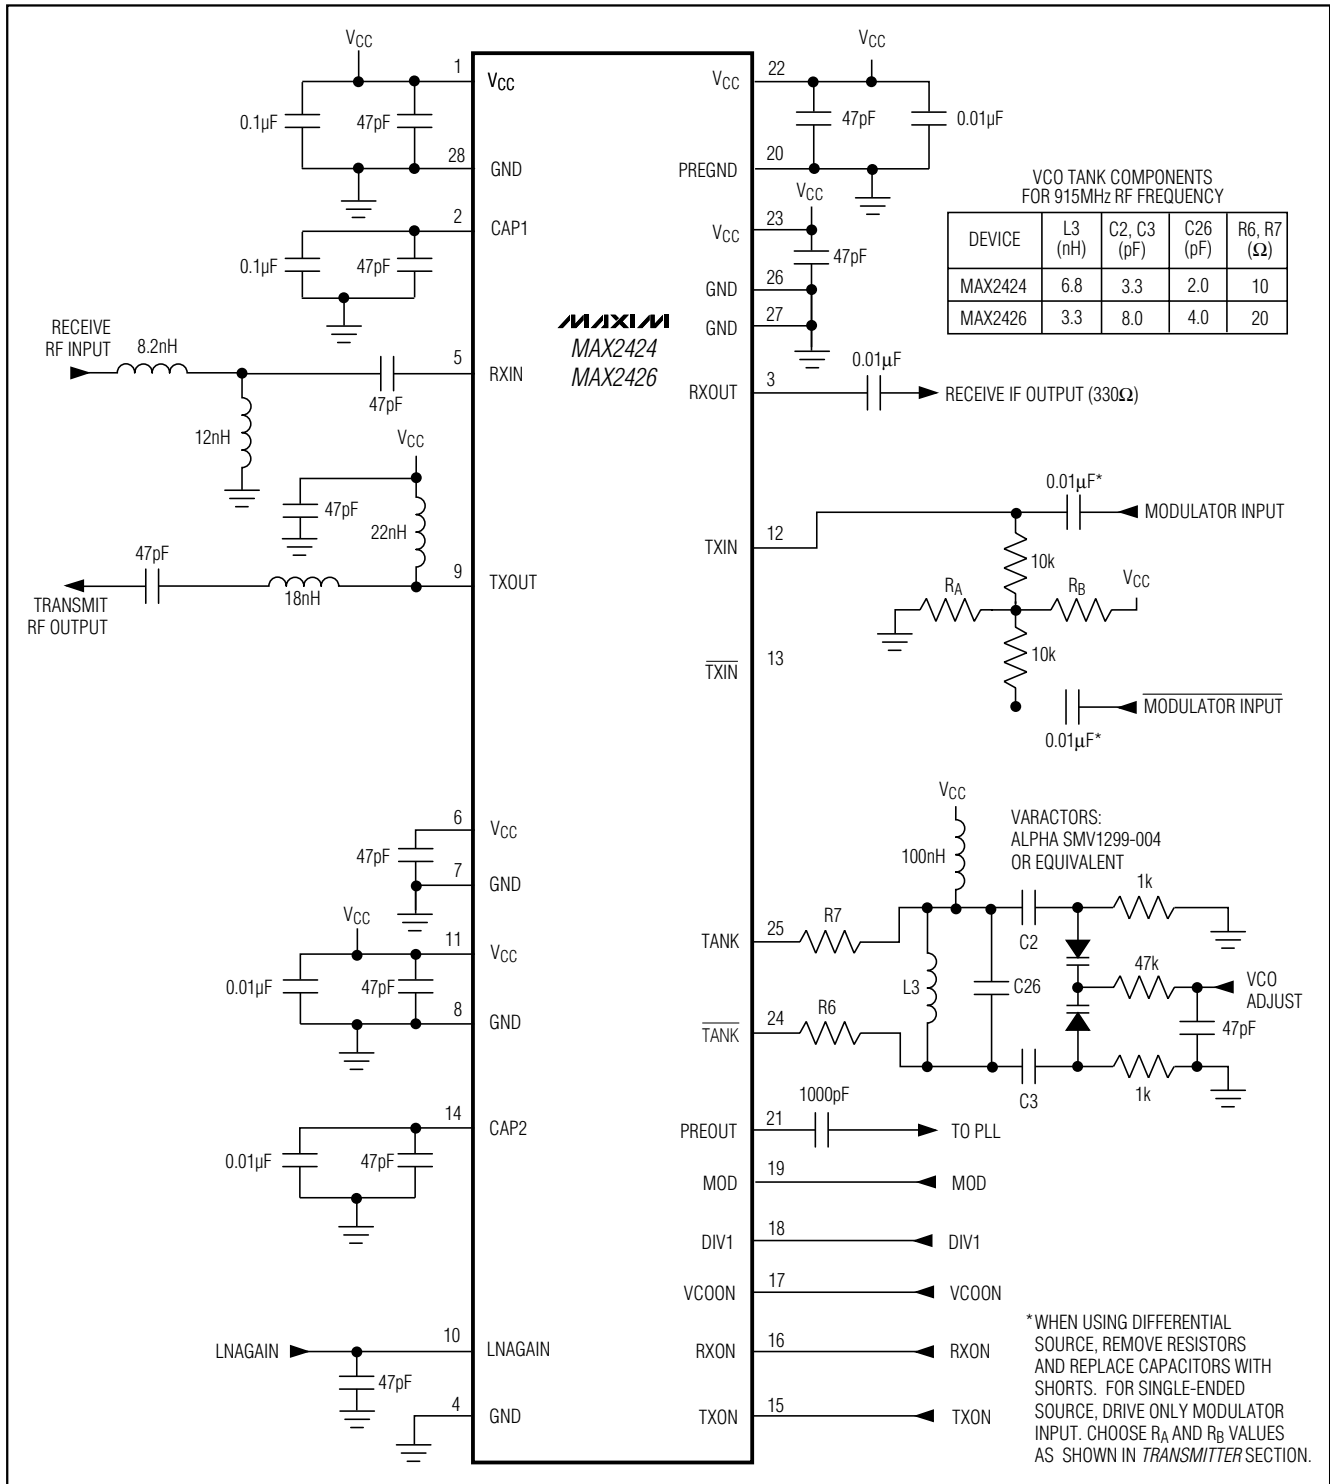 VCC
1
VCC
0.1µF
47pF
28
GND
2
CAP1
0.1µF
47pF
RECEIVE
RF INPUT
8.2nH
5
RXIN
47pF
12nH
VCC
47pF
22nH
47pF
9
TXOUT
18nH
TRANSMIT
RF OUTPUT
6
VCC
47pF
7
GND
VCC
11
VCC
0.01µF
47pF
8
GND
14
CAP2
0.01µF
47pF
LNAGAIN
10
LNAGAIN
47pF
4
GND
MAXIM
MAX2424
MAX2426
VCC
22
VCC
47pF
0.01µF
20
PREGND
VCC
23
VCC
47pF
26
GND
27
GND
0.01µF
3
RXOUT
RECEIVE IF OUTPUT (330Ω)
VCO TANK COMPONENTS
FOR 915MHz RF FREQUENCY
DEVICE L3 (nH) C2, C3 (pF) C26 (pF) R6, R7 (Ω)
MAX2424 6.8 3.3 2.0 10
MAX2426 3.3 8.0 4.0 20
0.01µF*
MODULATOR INPUT
12
TXIN
10k
RA
RB
VCC
10k
13
TXIN
MODULATOR INPUT
0.01µF*
VCC
100nH
VARACTORS:
ALPHA SMV1299-004
OR EQUIVALENT
1k
25
TANK
R7
C2
L3
C26
47k
VCO
ADJUST
24
TANK
R6
47pF
C3
1k
1000pF
21
PREOUT
TO PLL
19
MOD
MOD
18
DIV1
DIV1
17
VCOON
VCOON
16
RXON
RXON
15
TXON
TXON
*WHEN USING DIFFERENTIAL
SOURCE, REMOVE RESISTORS
AND REPLACE CAPACITORS WITH
SHORTS. FOR SINGLE-ENDED
SOURCE, DRIVE ONLY MODULATOR
INPUT. CHOOSE RA AND RB VALUES
AS SHOWN IN TRANSMITTER SECTION.